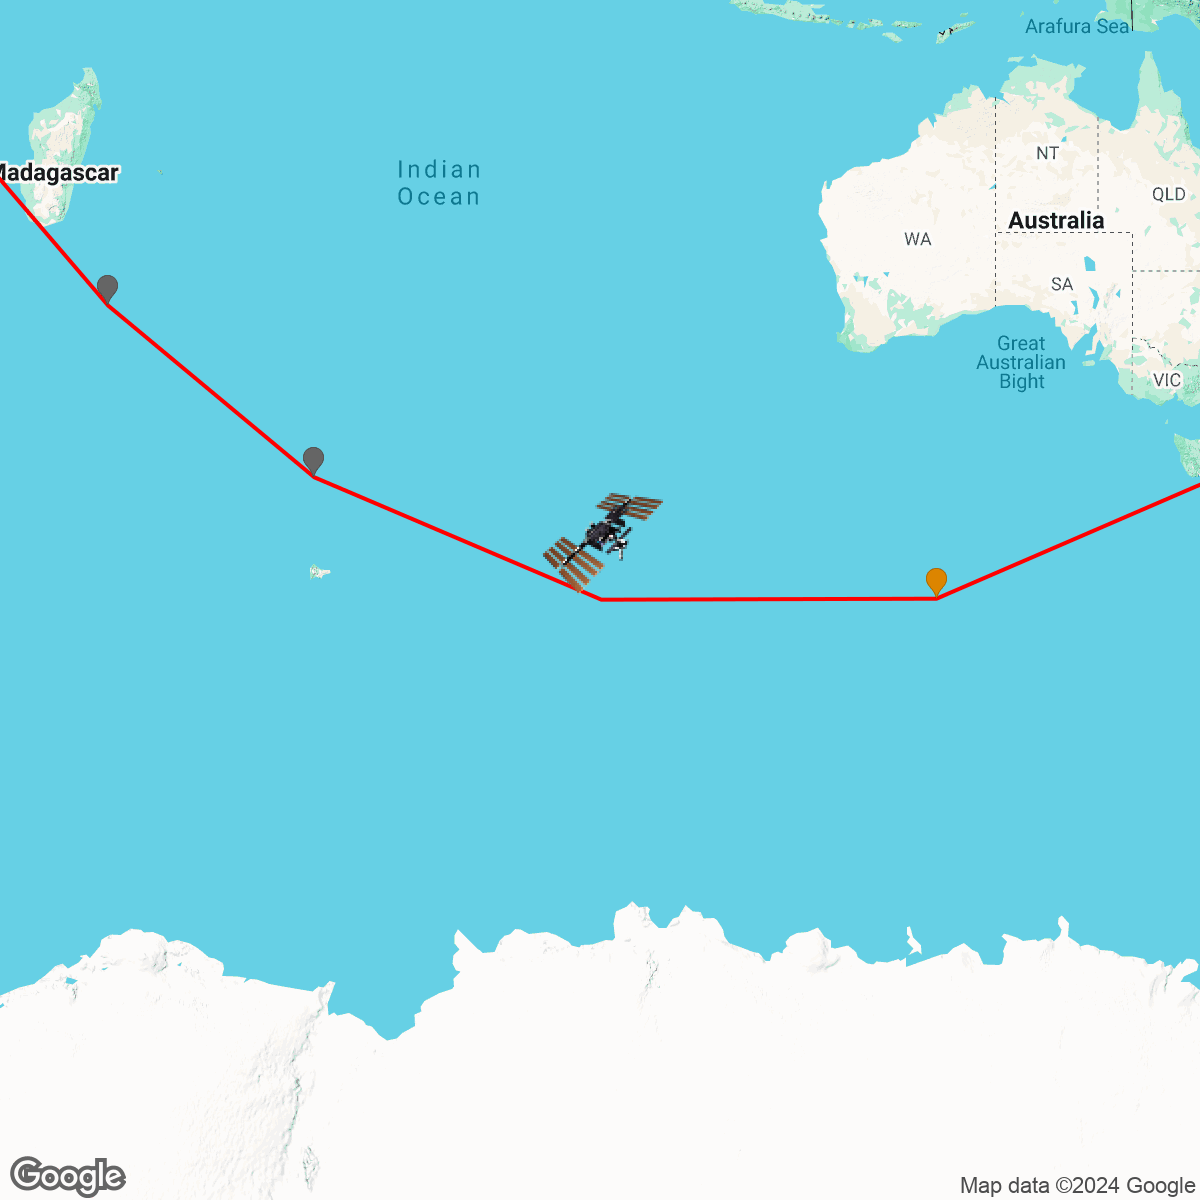 Arafura Sea
Madagascar
Indian
Ocean
NT
QLD
Australia
WA
SA
Great
Australian
Bight
VIC
Google
Map data ©2024 Google